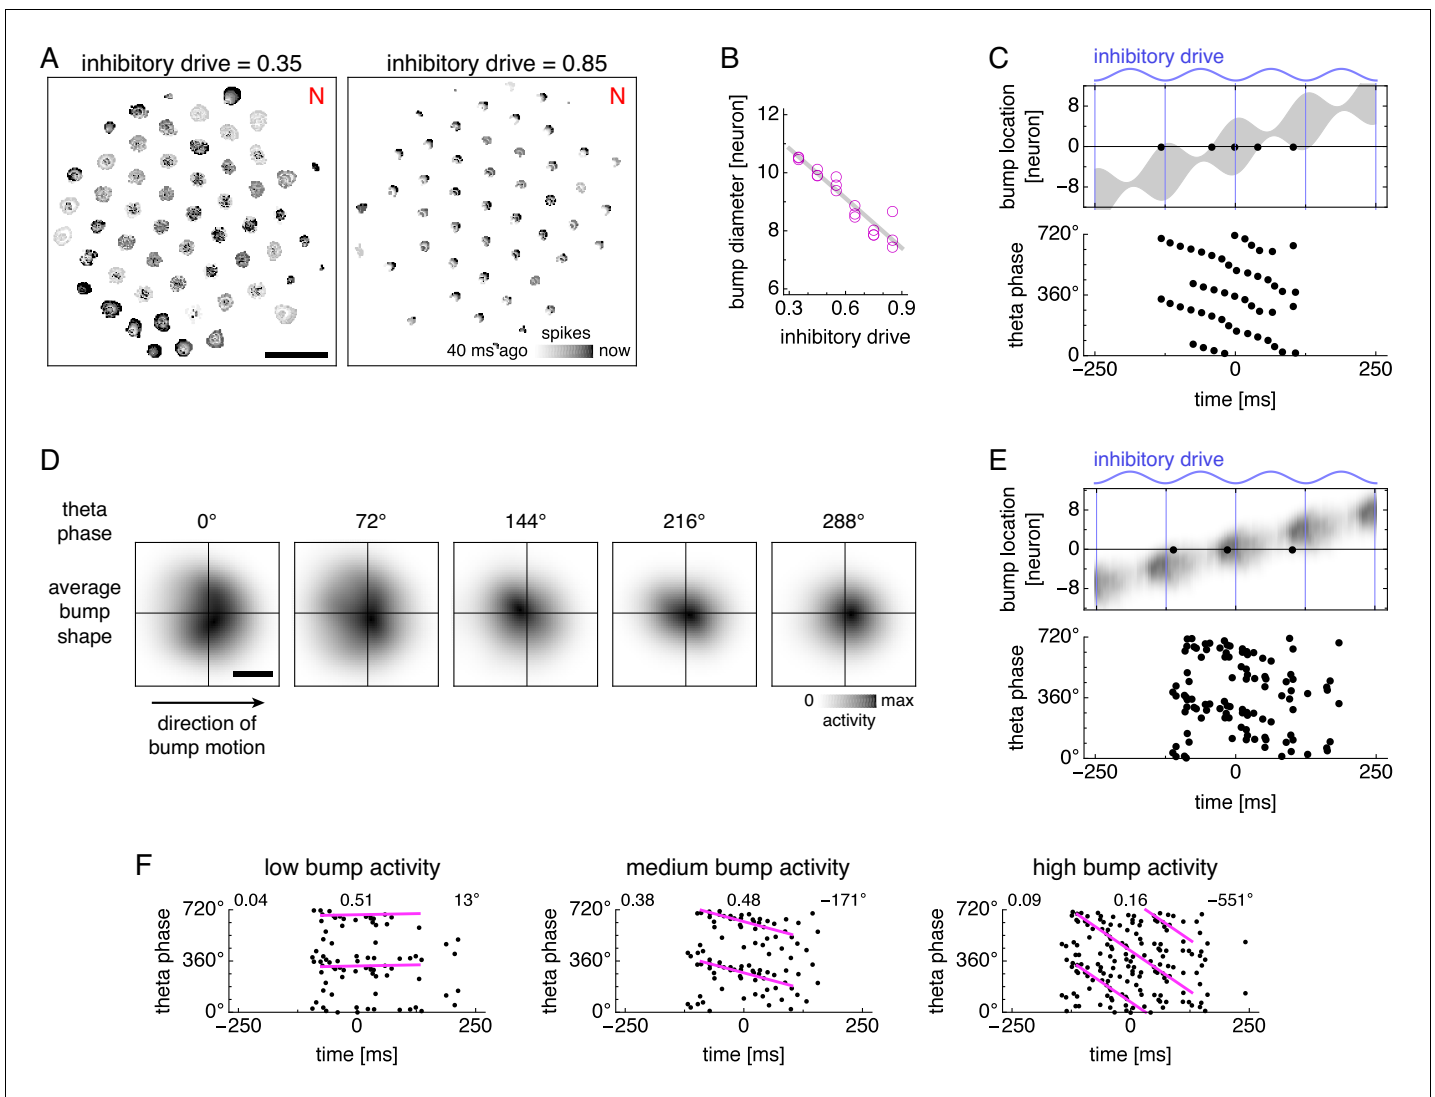 A
inhibitory drive = 0.35
inhibitory drive = 0.85
N
N
spikes
40 ms ago
now
B
bump diameter [neuron]
12
10
8
6
0.3
0.6
0.9
inhibitory drive
C
inhibitory drive
bump location
[neuron]
8
0
−8
theta phase
720°
360°
0
−250
0
250
time [ms]
D
theta
phase
0°
72°
144°
216°
288°
average
bump
shape
direction of
bump motion
0
max
activity
E
inhibitory drive
bump location
[neuron]
8
0
−8
theta phase
720°
360°
0°
−250
0
250
time [ms]
F
low bump activity
0.04
0.51
13°
theta phase
720°
360°
0°
−250
0
250
time [ms]
medium bump activity
0.38
0.48
−171°
theta phase
720°
360°
0°
−250
0
250
time [ms]
high bump activity
0.09
0.16
−551°
theta phase
720°
360°
0°
−250
0
250
time [ms]